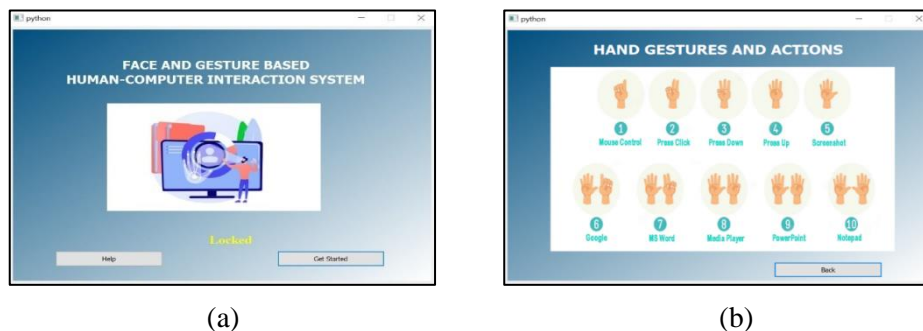 python
FACE AND GESTURE BASED
HUMAN-COMPUTER INTERACTION SYSTEM
Locked
Help
Get Started
(a)
python
HAND GESTURES AND ACTIONS
1 2 3 4 5
Mouse Control Press Click Press Down Press Up Screenshot
6 7 8 9 10
Google MS Word Media Player PowerPaint Notepad
Back
(b)